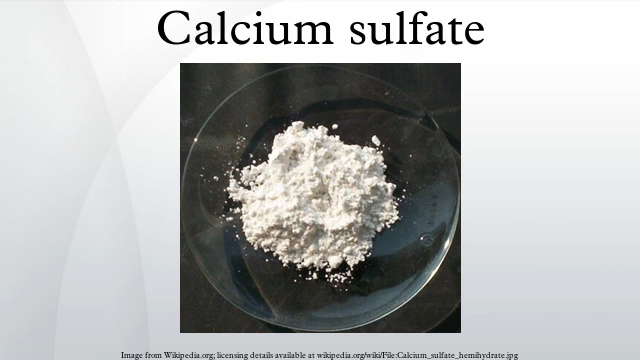 Calcium sulfate
Image from Wikipedia.org; licensing details available at wikipedia.org/wiki/File:Calcium_sulfate_hemihydrate.jpg